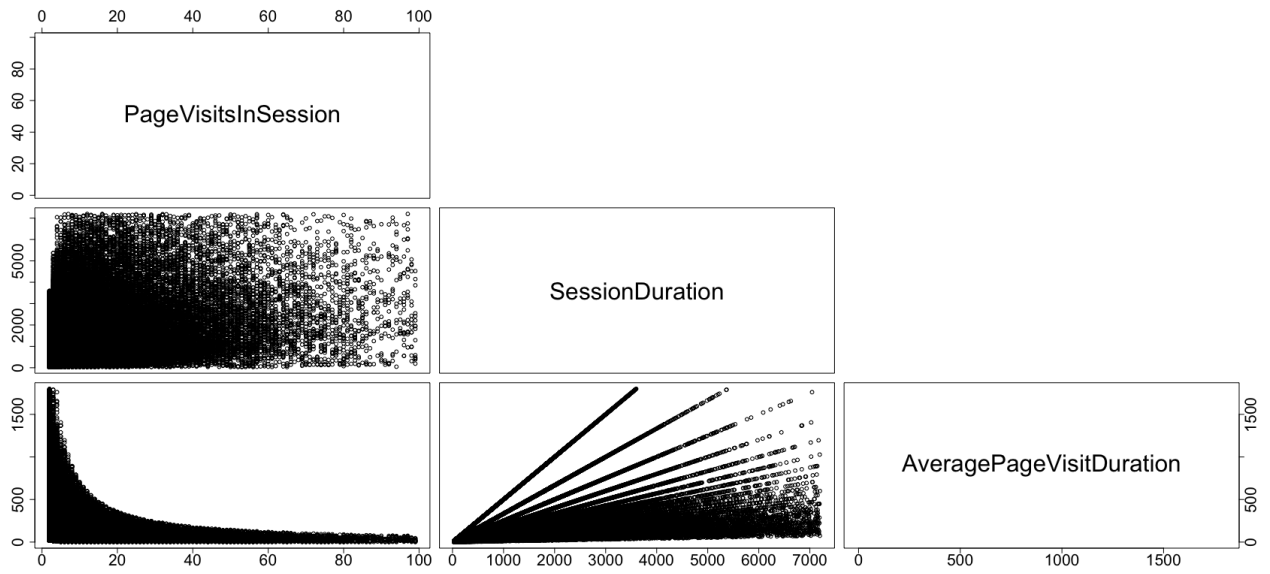 0 20 40 60 80 100
0 20 40 60 80
PageVisitsInSession
0 2000 5000
SessionDuration
0 500 1500
AveragePageVisitDuration
0 500 1500
0 20 40 60 80 100
0 1000 2000 3000 4000 5000 6000 7000
0 500 1000 1500